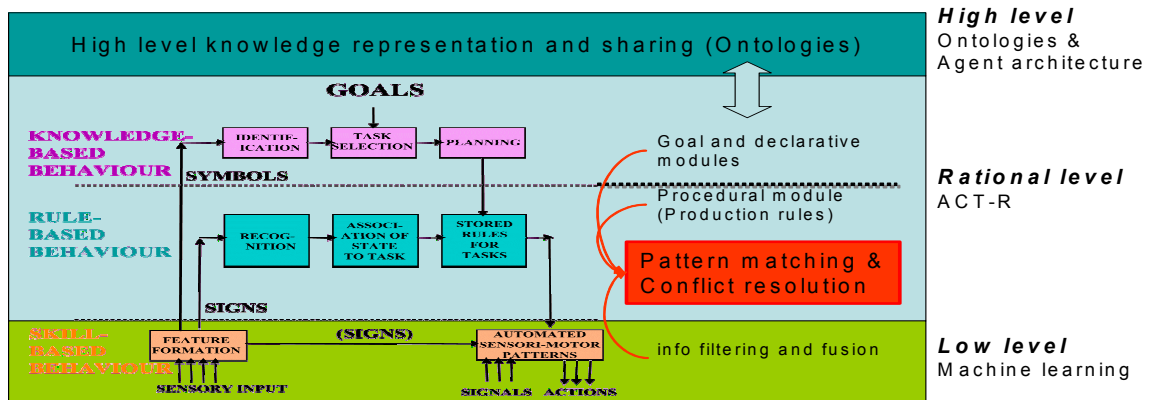 High level knowledge representation and sharing (Ontologies)
High level
Ontologies &
Agent architecture
GOALS
KNOWLEDGE-
BASED
BEHAVIOUR
IDENTIF-
ICATION
TASK
SELECTION
PLANNING
Goal and declarative
modules
SYMBOLS
Rational level
ACT-R
RULE-
BASED
BEHAVIOUR
RECOG-
NITION
ASSOCI-
ATION OF
STATE
TO TASK
STORED
RULES
FOR
TASKS
Procedural module
(Production rules)
Pattern matching &
Conflict resolution
SIGNS
SKILL-
BASED
BEHAVIOUR
FEATURE
FORMATION
(SIGNS)
AUTOMATED
SENSORI-MOTOR
PATTERNS
info filtering and fusion
Low level
Machine learning
SENSORY INPUT
SIGNALS
ACTIONS